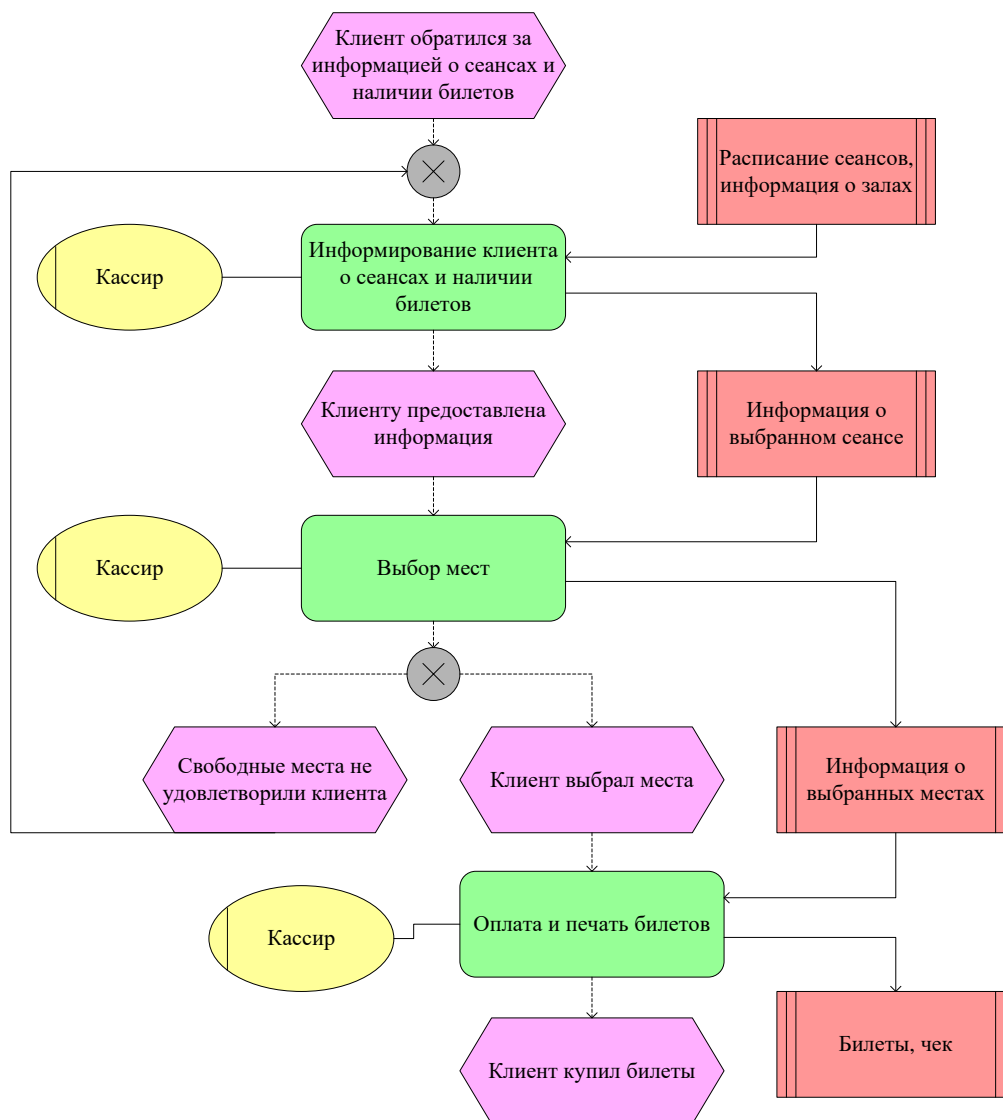 Клиент обратился за
информацией о сеансах и
наличии билетов
Расписание сеансов,
информация о залах
Кассир
Информирование клиента
о сеансах и наличии
билетов
Клиенту предоставлена
информация
Информация о
выбранном сеансе
Кассир
Выбор мест
Свободные места не
удовлетворили клиента
Клиент выбрал места
Информация о
выбранных местах
Кассир
Оплата и печать билетов
Клиент купил билеты
Билеты, чек